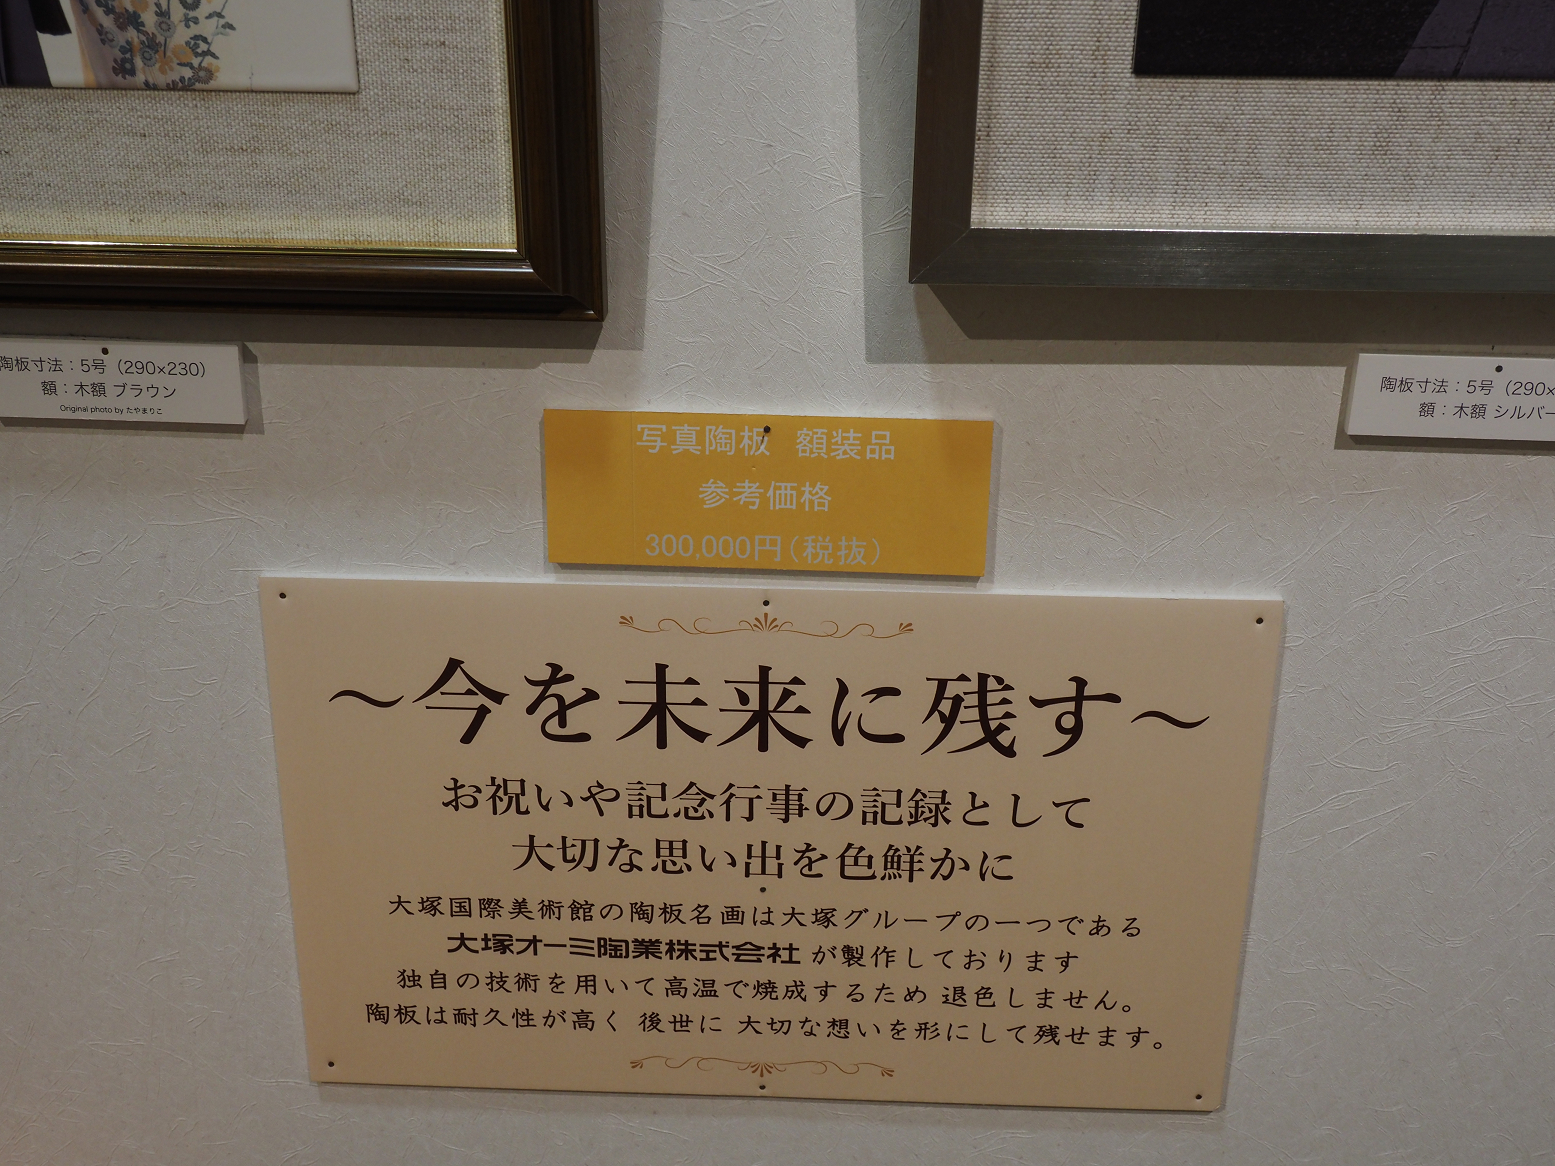 陶板寸法：5号（290×230）
額：木額 ブラウン
Original photo by たやまりこ
陶板寸法：5号（290×
額：木額 シルバー
写真陶板　額装品
参考価格
300,000円（税抜）
～今を未来に残す～
お祝いや記念行事の記録として
大切な思い出を色鮮かに
大塚国際美術館の陶板名画は大塚グループの一つである
大塚オーミ陶業株式会社 が製作しております
独自の技術を用いて高温で焼成するため 退色しません。
陶板は耐久性が高く 後世に 大切な想いを形にして残せます。